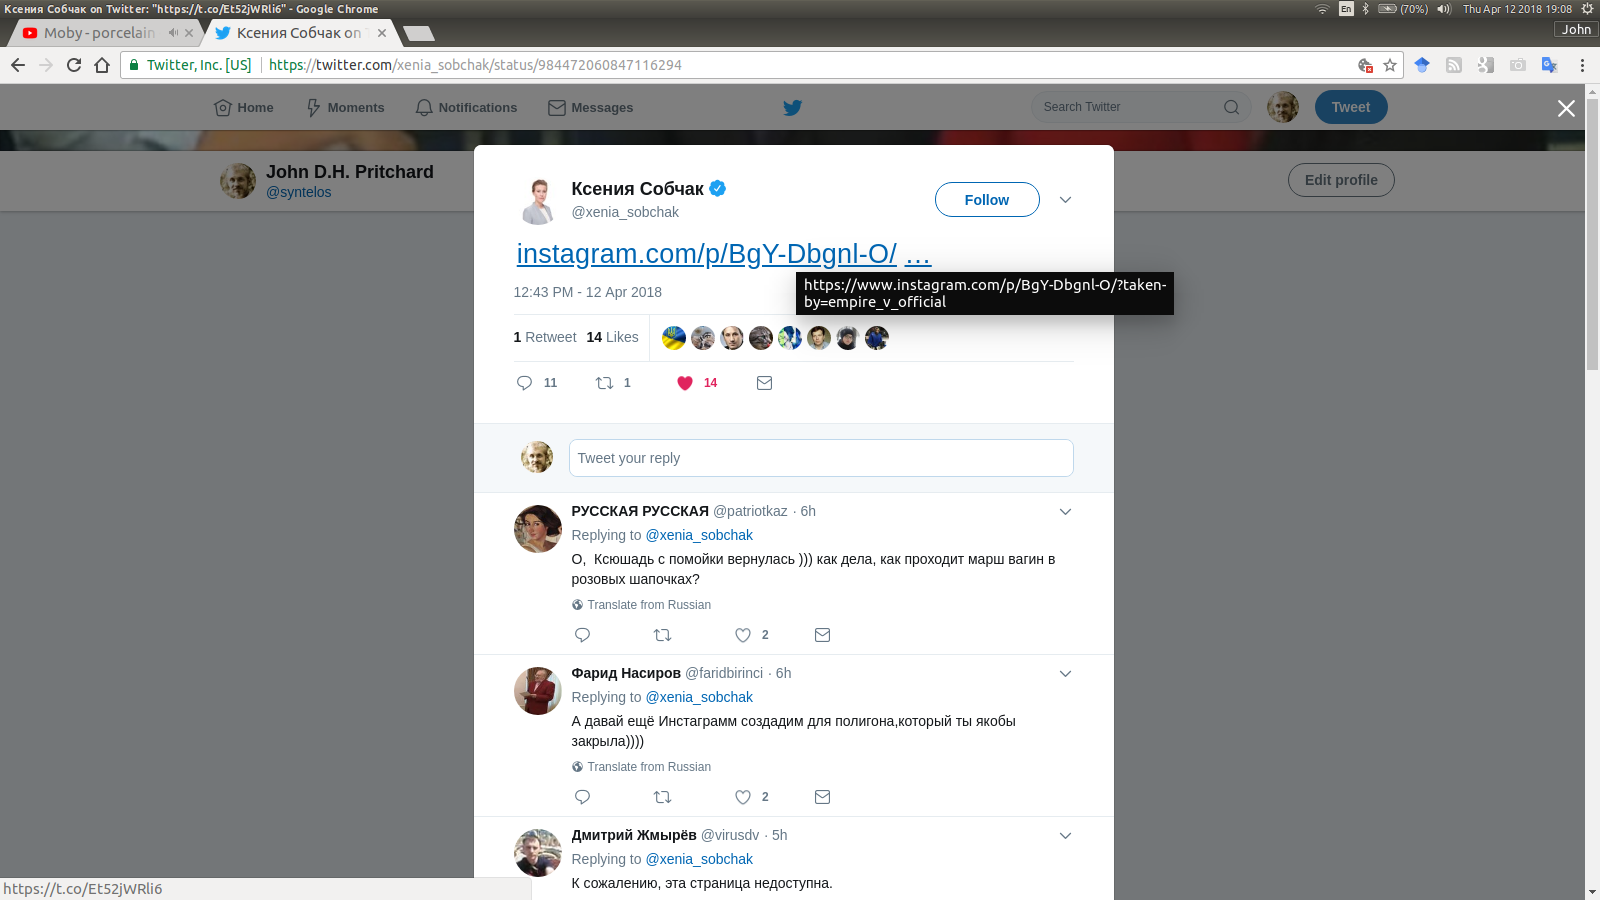 Ксения Собчак on Twitter: "https://t.co/Et52jWRli6" - Google Chrome
En (70%) Thu Apr 12 2018 19:08
Moby - porcelain
Ксения Собчак on T
John
Twitter, Inc. [US] https://twitter.com/xenia_sobchak/status/984472060847116294
Home Moments Notifications Messages Search Twitter Tweet
John D.H. Pritchard
@syntelos
Edit profile
Ксения Собчак
@xenia_sobchak
Follow
instagram.com/p/BgY-Dbgnl-O/ …
https://www.instagram.com/p/BgY-Dbgnl-O/?taken-
by=empire_v_official
12:43 PM - 12 Apr 2018
1 Retweet 14 Likes
11 1 14
Tweet your reply
РУССКАЯ РУССКАЯ @patriotkaz · 6h
Replying to @xenia_sobchak
О, Ксюшадь с помойки вернулась ))) как дела, как проходит марш вагин в
розовых шапочках?
Translate from Russian
2
Фарид Насиров @faridbirinci · 6h
Replying to @xenia_sobchak
А давай ещё Инстаграмм создадим для полигона,который ты якобы
закрыла))))
Translate from Russian
2
Дмитрий Жмырёв @virusdv · 5h
Replying to @xenia_sobchak
К сожалению, эта страница недоступна.
https://t.co/Et52jWRli6